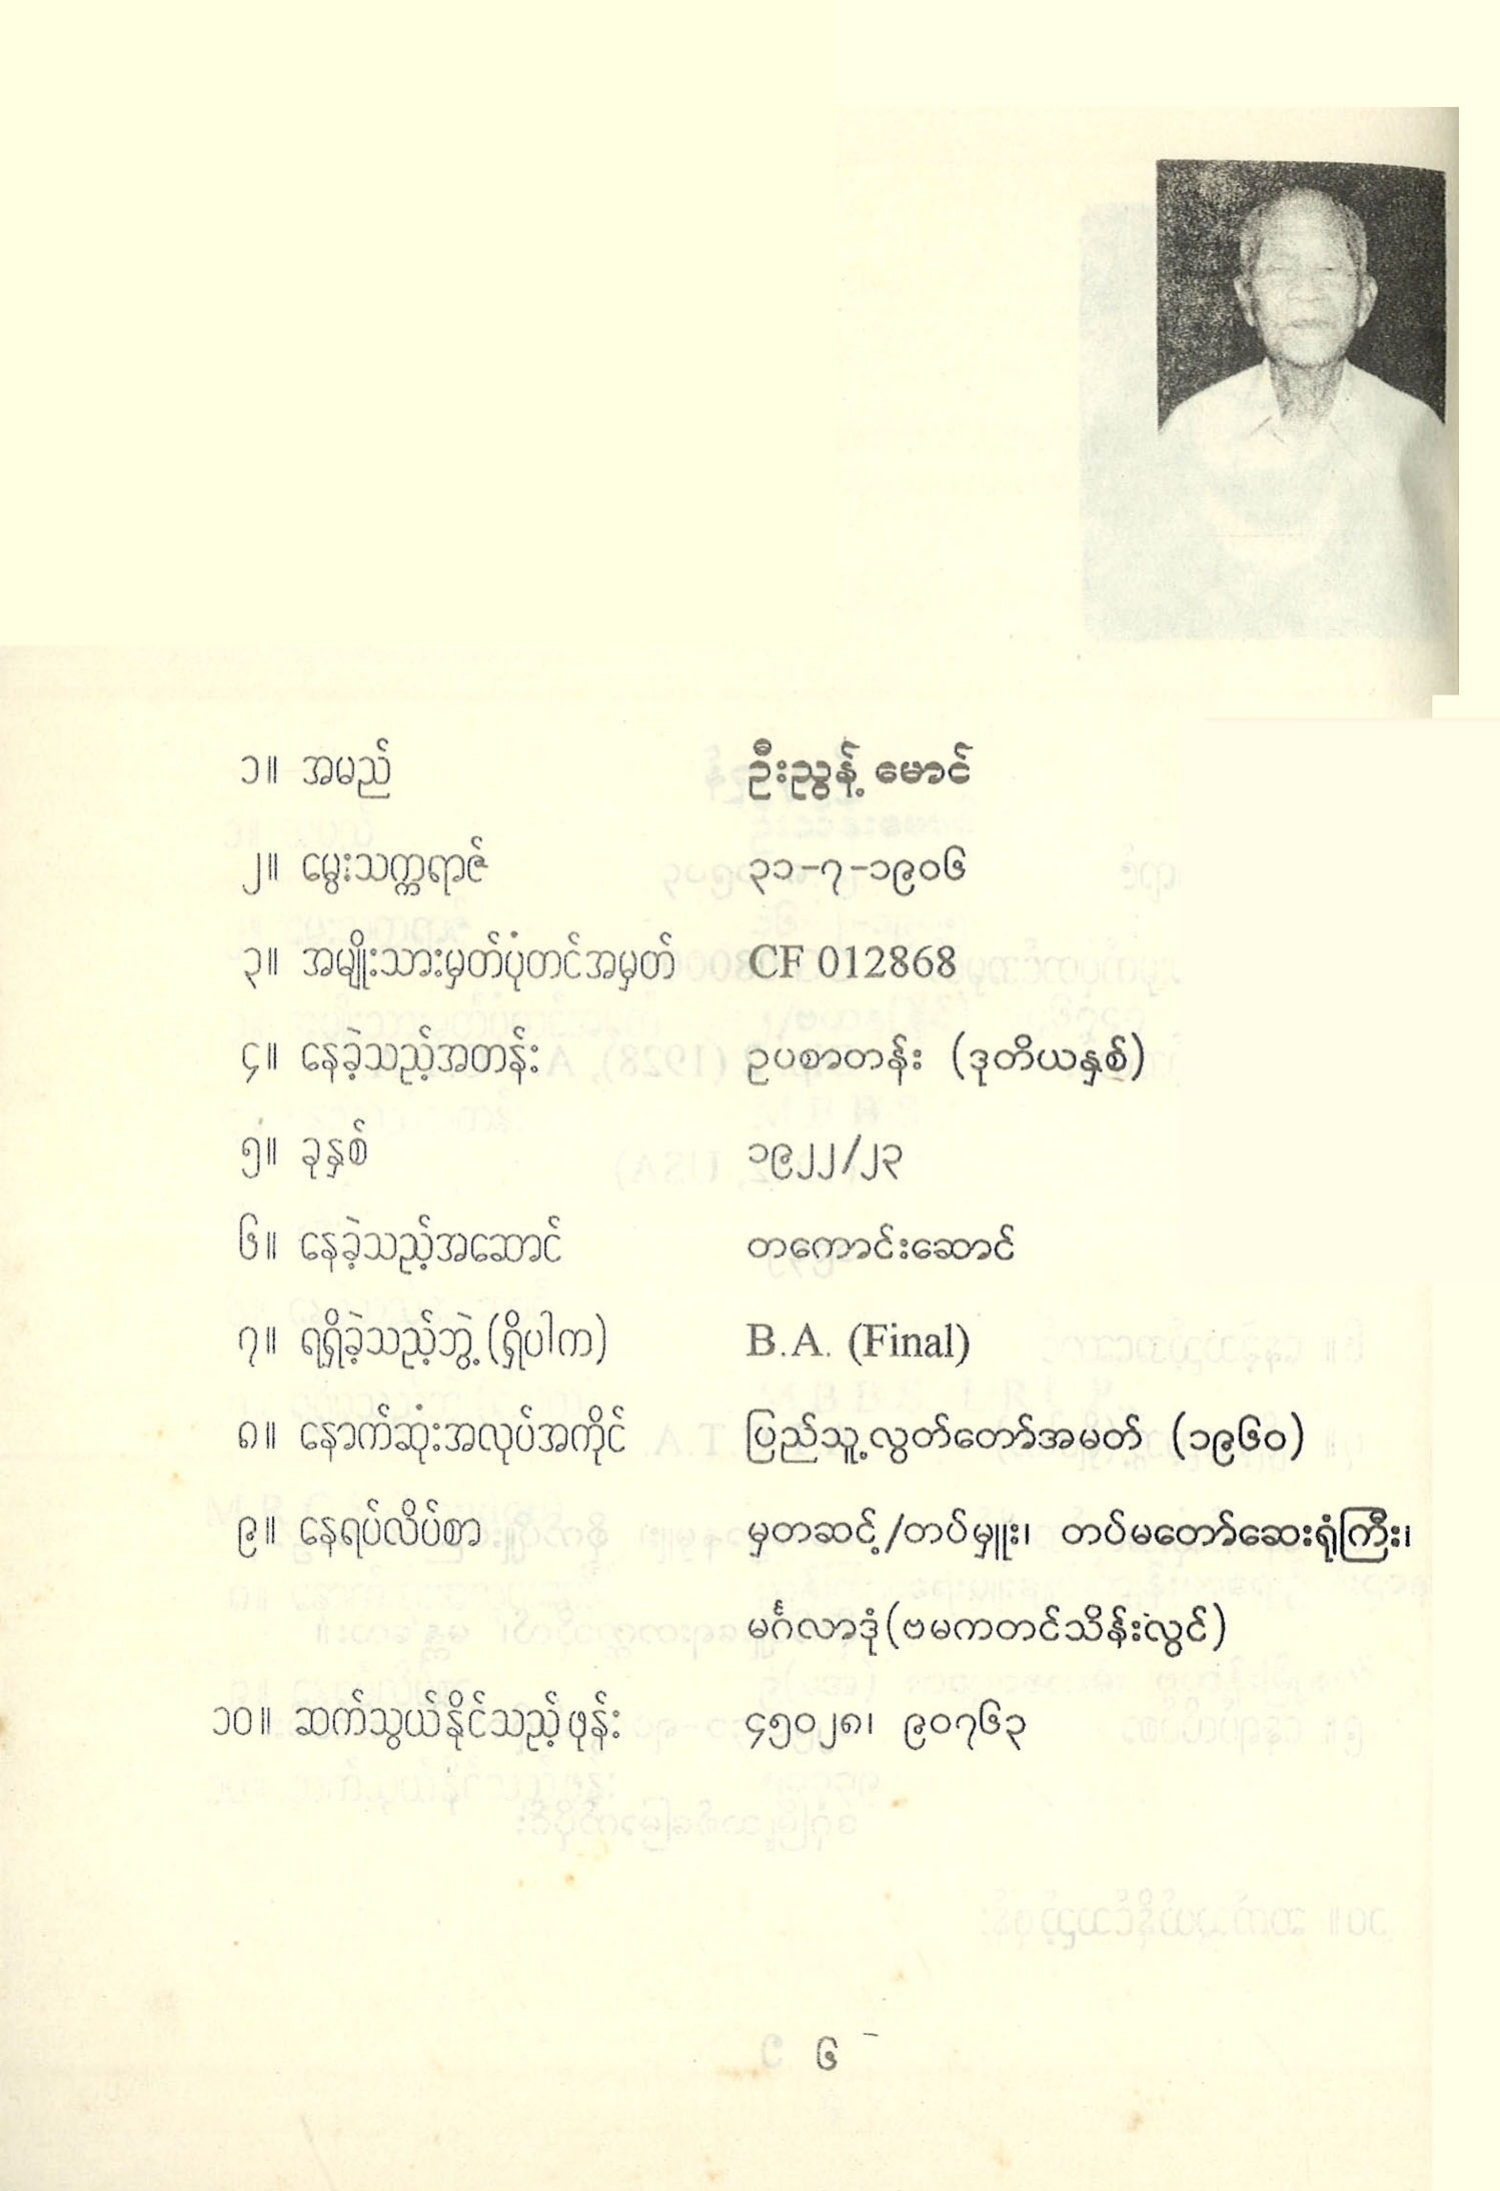 ၁။ အမည် ဦးညွန့် မောင်
၂။ မွေးသက္ကရာဇ် ၃၁-၇-၁၉၀၆
၃။ အမျိုးသားမှတ်ပုံတင်အမှတ် CF 012868
၄။ နေခဲ့သည့်အတန်း ဥပစာတန်း (ဒုတိယနှစ်)
၅။ ခုနှစ် ၁၉၂၂/၂၃
၆။ နေခဲ့သည့်အဆောင် တကောင်းဆောင်
၇။ ရရှိခဲ့သည့်ဘွဲ့(ရှိပါက) B.A. (Final)
၈။ နောက်ဆုံးအလုပ်အကိုင် ပြည်သူ့လွှတ်တော်အမတ် (၁၉၆၀)
၉။ နေရပ်လိပ်စာ မှတဆင့်/တပ်မှူး၊ တပ်မတော်ဆေးရုံကြီး၊
မင်္ဂလာဒုံ(ဗမကတင်သိန်းလွင်)
၁၀။ ဆက်သွယ်နိုင်သည့်ဖုန်း ၄၅၀၂၈၊ ၉၀၇၆၃
၆